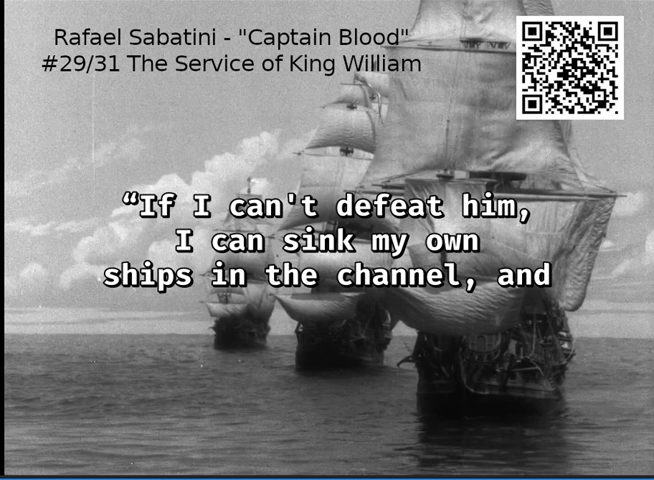 Rafael Sabatini - "Captain Blood"
#29/31 The Service of King William
“If I can't defeat him,
I can sink my own
ships in the channel, and